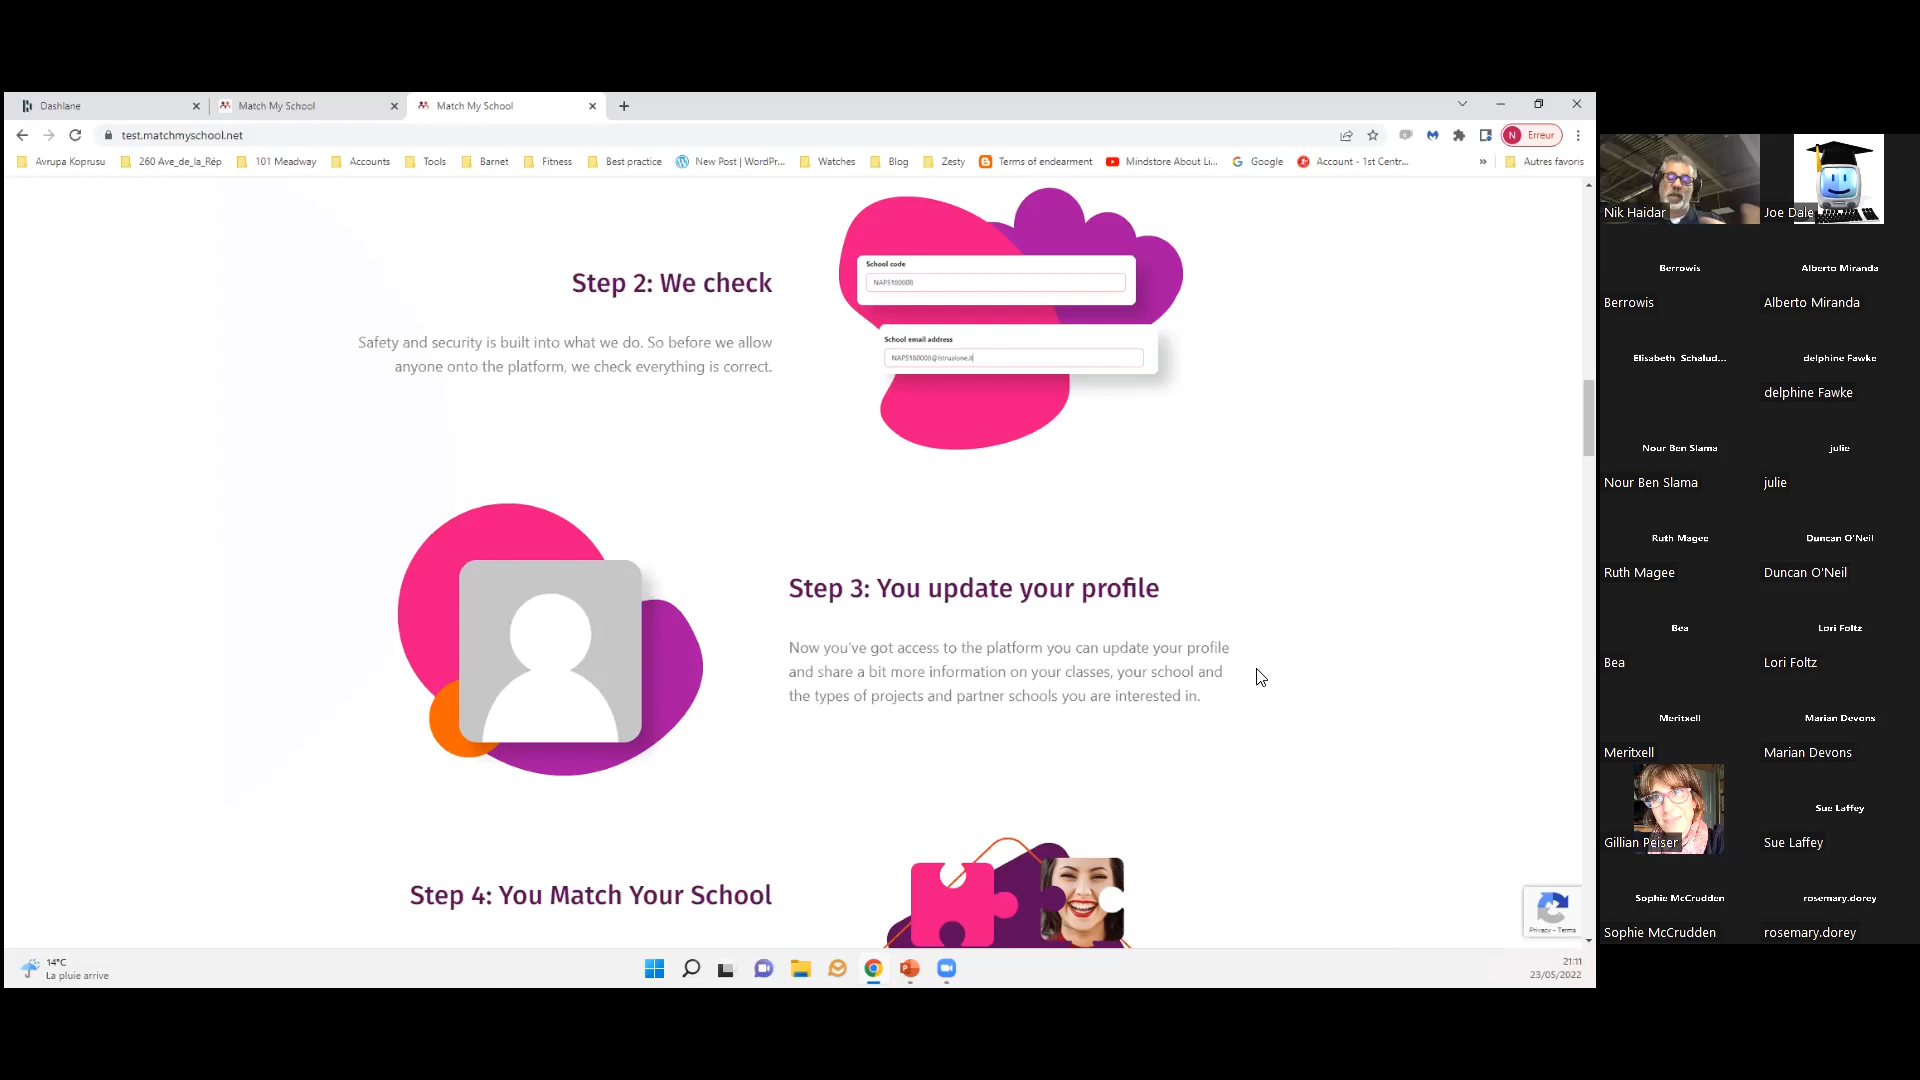 Dashlane
Match My School
Match My School
test.matchmyschool.net
N Erreur
Avrupa Koprusu
260 Ave_de_la_Rép
101 Meadway
Accounts
Tools
Barnet
Fitness
Best practice
New Post | WordPr...
Watches
Blog
Zesty
Terms of endearment
Mindstore About Li...
Google
Account - 1st Centr...
Autres favoris
Step 2: We check
Safety and security is built into what we do. So before we allow
anyone onto the platform, we check everything is correct.
School code
NAPS180008
School email address
NAPS180008@istruzione.it
Step 3: You update your profile
Now you've got access to the platform you can update your profile
and share a bit more information on your classes, your school and
the types of projects and partner schools you are interested in.
Step 4: You Match Your School
Privacy - Terms
14°C
La pluie arrive
21:11
23/05/2022
Nik Haidar
Joe Dale
Berrowis
Berrowis
Alberto Miranda
Alberto Miranda
Elisabeth Schalud...
delphine Fawke
delphine Fawke
Nour Ben Slama
Nour Ben Slama
julie
julie
Ruth Magee
Ruth Magee
Duncan O'Neil
Duncan O'Neil
Bea
Bea
Lori Foltz
Lori Foltz
Meritxell
Meritxell
Marian Devons
Marian Devons
Gillian Peiser
Sue Laffey
Sue Laffey
Sophie McCrudden
Sophie McCrudden
rosemary.dorey
rosemary.dorey